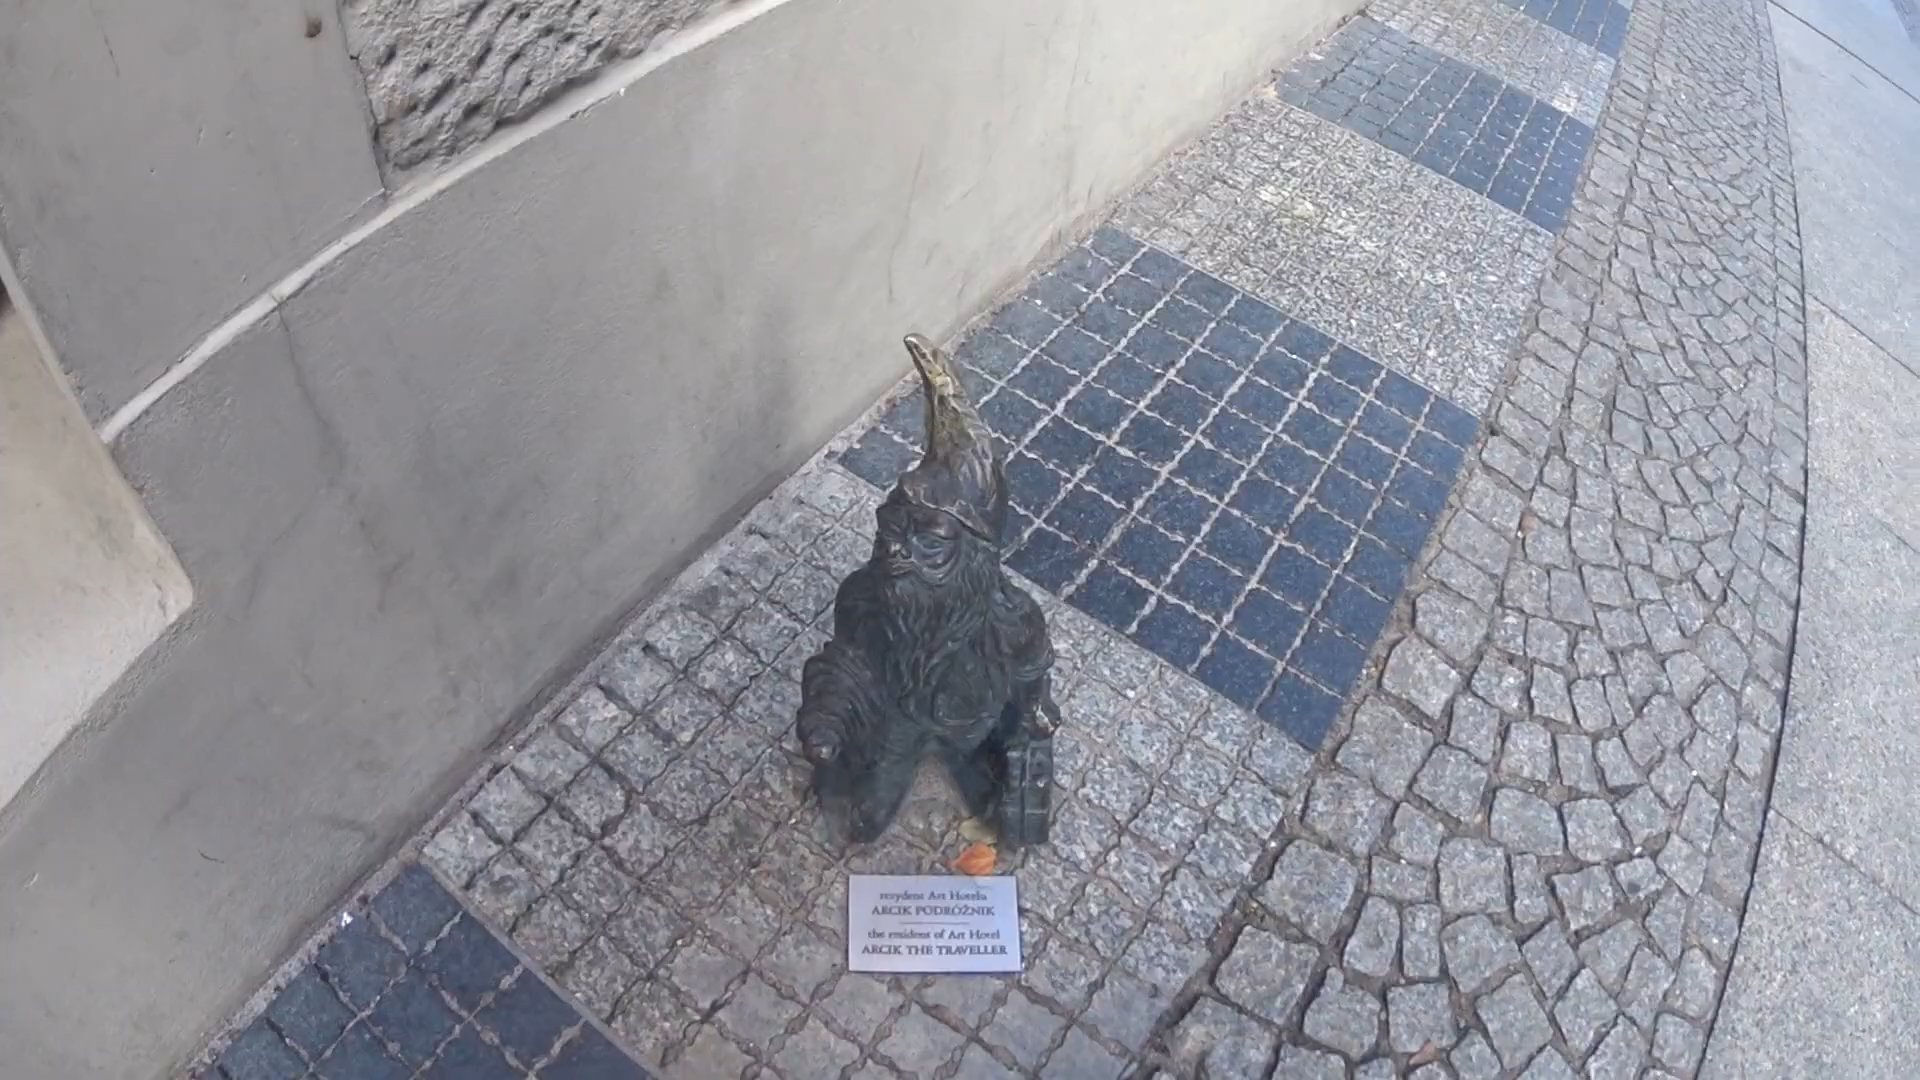 rezydent Art Hotelu
ARCIK PODRÓŻNIK
the resident of Art Hotel
ARCIK THE TRAVELLER